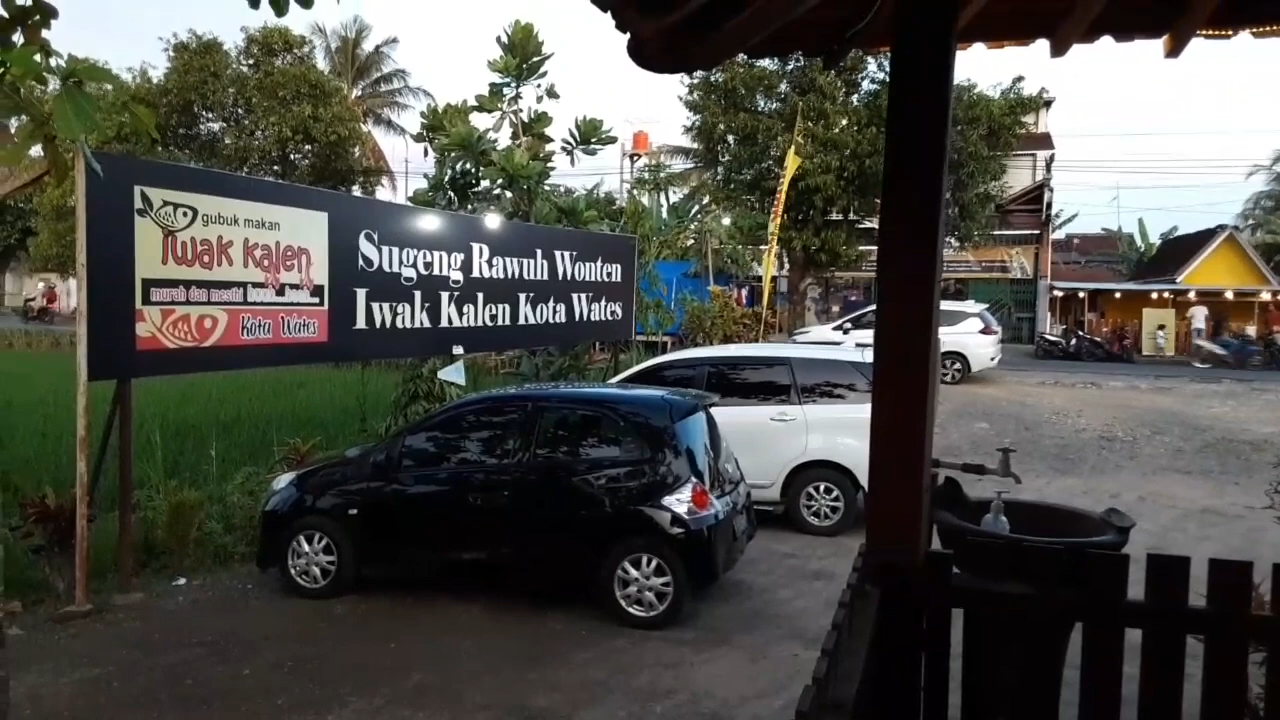 gubuk makan
iwak kalen
murah dan mesthi
Kota Wates
Sugeng Rawuh Wonten
Iwak Kalen Kota Wates